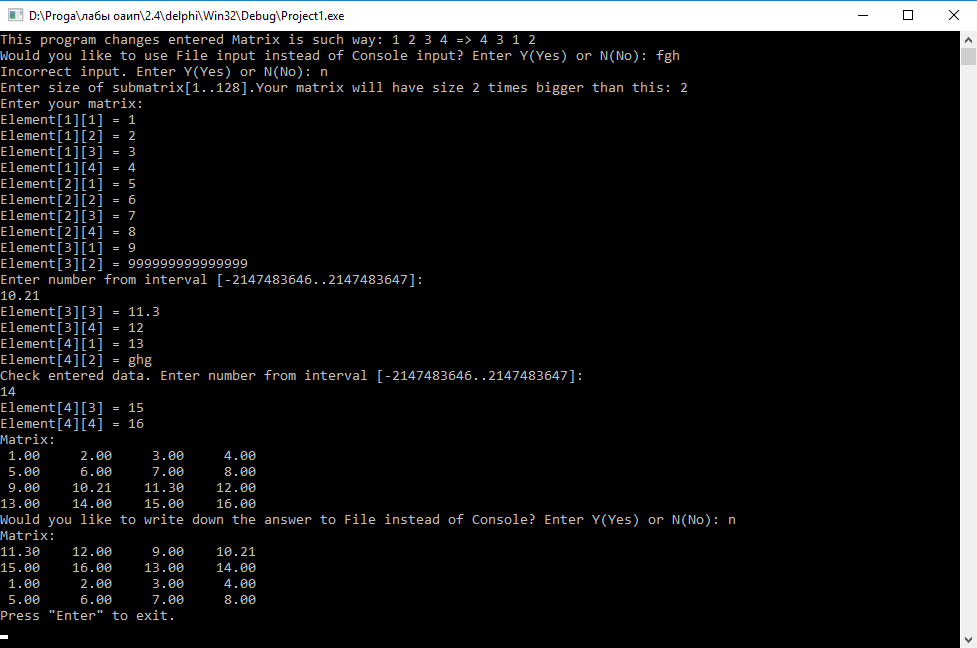 D:\Proga\лабы оаип\2.4\delphi\Win32\Debug\Project1.exe
This program changes entered Matrix is such way: 1 2 3 4 => 4 3 1 2
Would you like to use File input instead of Console input? Enter Y(Yes) or N(No): fgh
Incorrect input. Enter Y(Yes) or N(No): n
Enter size of submatrix[1..128].Your matrix will have size 2 times bigger than this: 2
Enter your matrix:
Element[1][1] = 1
Element[1][2] = 2
Element[1][3] = 3
Element[1][4] = 4
Element[2][1] = 5
Element[2][2] = 6
Element[2][3] = 7
Element[2][4] = 8
Element[3][1] = 9
Element[3][2] = 999999999999999
Enter number from interval [-2147483646..2147483647]:
10.21
Element[3][3] = 11.3
Element[3][4] = 12
Element[4][1] = 13
Element[4][2] = ghg
Check entered data. Enter number from interval [-2147483646..2147483647]:
14
Element[4][3] = 15
Element[4][4] = 16
Matrix:
 1.00     2.00     3.00     4.00
 5.00     6.00     7.00     8.00
 9.00    10.21    11.30    12.00
13.00    14.00    15.00    16.00
Would you like to write down the answer to File instead of Console? Enter Y(Yes) or N(No): n
Matrix:
11.30    12.00     9.00    10.21
15.00    16.00    13.00    14.00
 1.00     2.00     3.00     4.00
 5.00     6.00     7.00     8.00
Press "Enter" to exit.